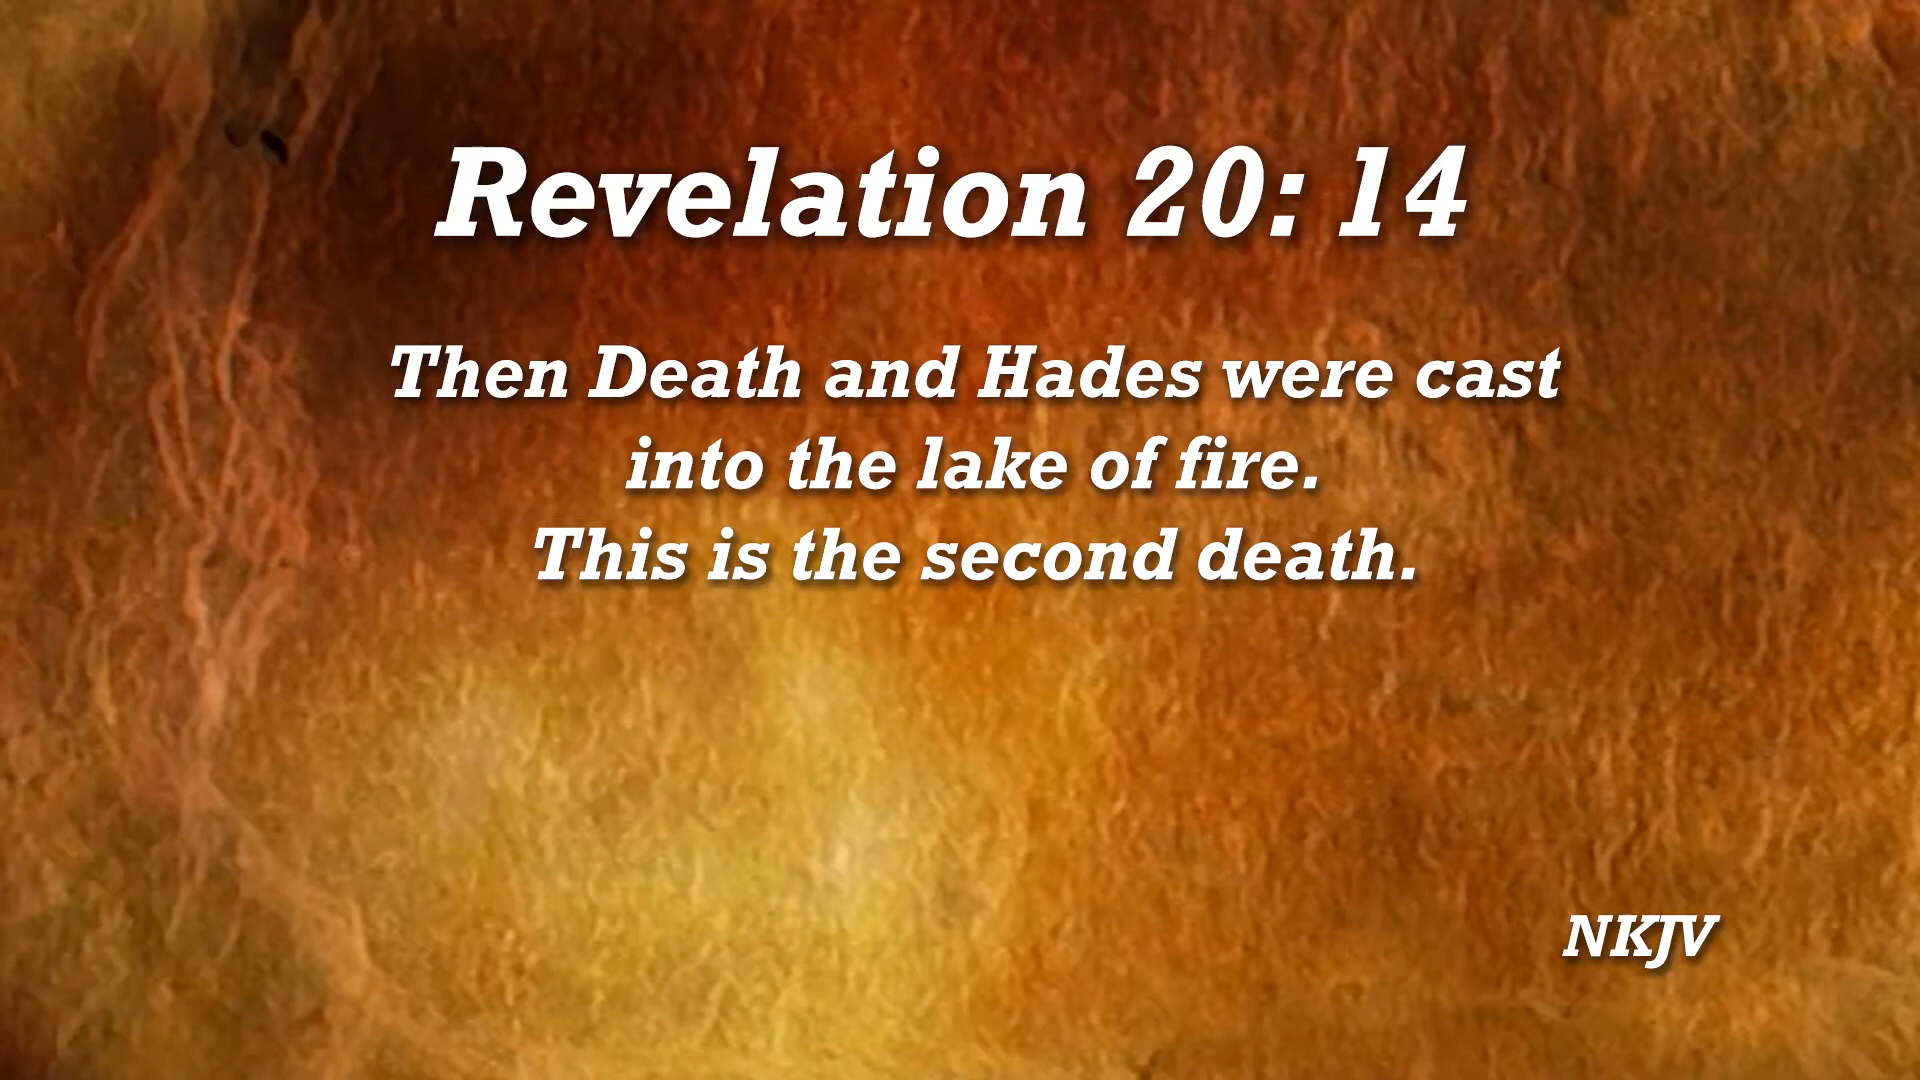 Revelation 20: 14
Then Death and Hades were cast
into the lake of fire.
This is the second death.
NKJV